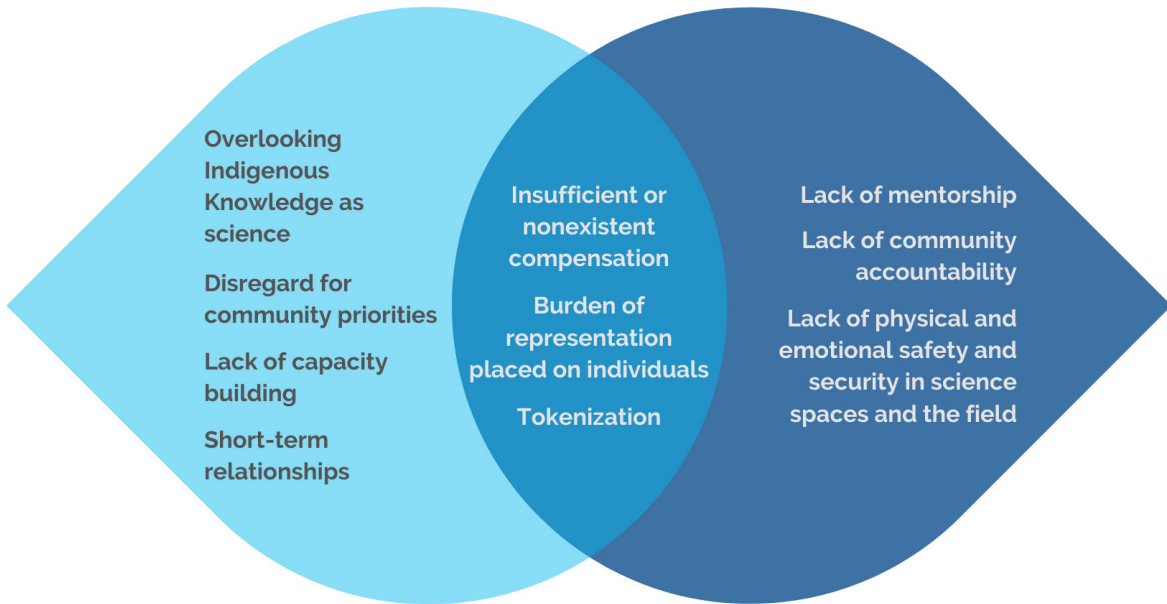 Overlooking
Indigenous
Knowledge as
science
Disregard for
community priorities
Lack of capacity
building
Short-term
relationships
Insufficient or
nonexistent
compensation
Burden of
representation
placed on individuals
Tokenization
Lack of mentorship
Lack of community
accountability
Lack of physical and
emotional safety and
security in science
spaces and the field